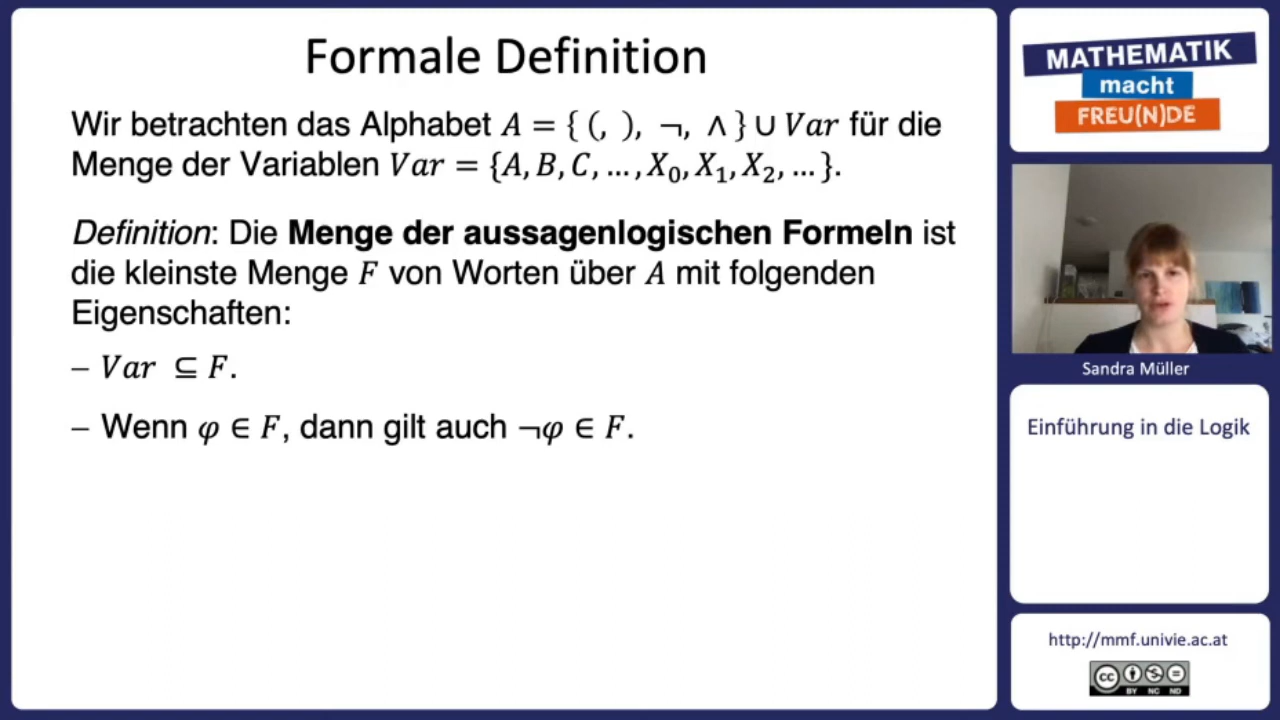 Formale Definition
Wir betrachten das Alphabet A = { (, ), ¬, ∧ } ∪ Var für die
Menge der Variablen Var = {A, B, C, … , X₀, X₁, X₂, … }.
Definition: Die Menge der aussagenlogischen Formeln ist
die kleinste Menge F von Worten über A mit folgenden
Eigenschaften:
– Var ⊆ F.
– Wenn φ ∈ F, dann gilt auch ¬φ ∈ F.
MATHEMATIK
macht
FREU(N)DE
Sandra Müller
Einführung in die Logik
http://mmf.univie.ac.at
cc
BY NC ND